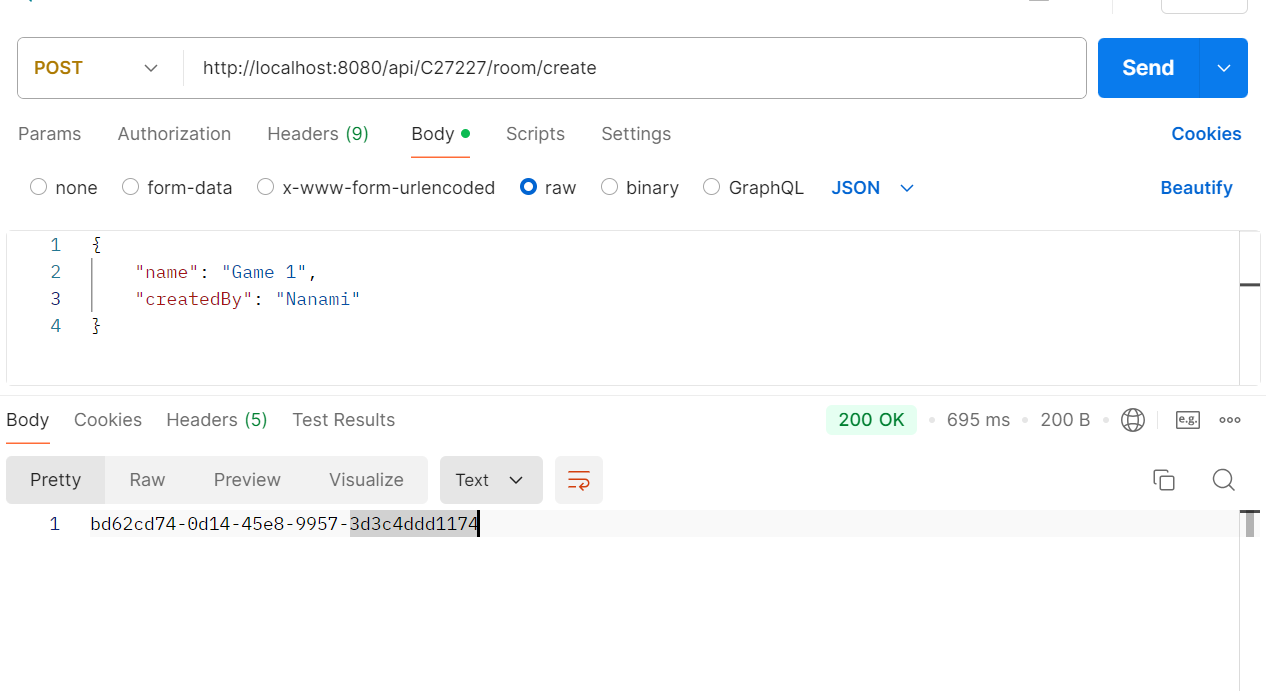 POST http://localhost:8080/api/C27227/room/create Send
Params Authorization Headers (9) Body Scripts Settings Cookies
none form-data x-www-form-urlencoded raw binary GraphQL JSON Beautify
1 {
2 "name": "Game 1",
3 "createdBy": "Nanami"
4 }
Body Cookies Headers (5) Test Results 200 OK 695 ms 200 B e.g.
Pretty Raw Preview Visualize Text
1 bd62cd74-0d14-45e8-9957-3d3c4ddd1174